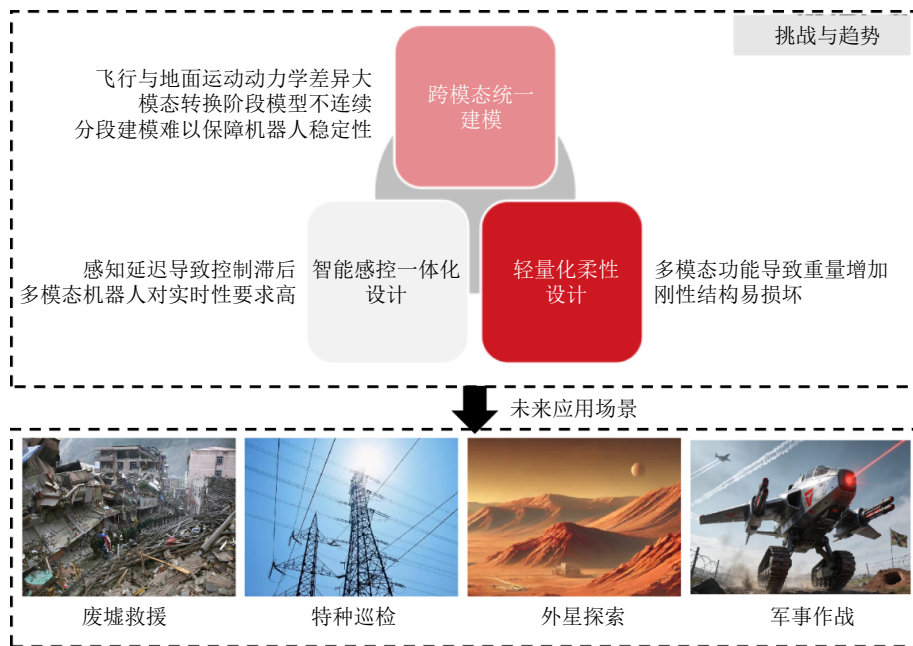 挑战与趋势
飞行与地面运动动力学差异大
模态转换阶段模型不连续
分段建模难以保障机器人稳定性
跨模态统一
建模
感知延迟导致控制滞后
多模态机器人对实时性要求高
智能感控一体化
设计
轻量化柔性
设计
多模态功能导致重量增加
刚性结构易损坏
未来应用场景
废墟救援
特种巡检
外星探索
军事作战